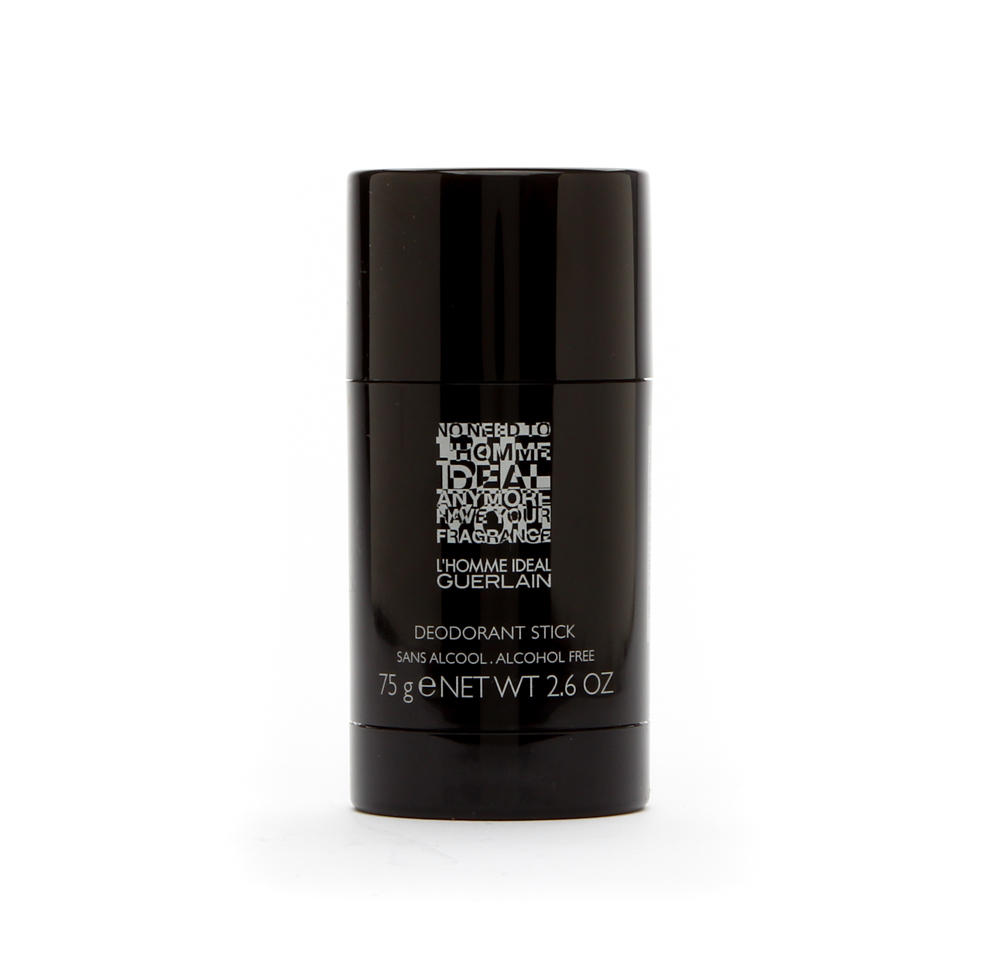 NO NEED TO
L'HOMME
IDEAL
ANYMORE
HAVE YOUR
FRAGRANCE
L'HOMME IDEAL
GUERLAIN
DEODORANT STICK
SANS ALCOOL . ALCOHOL FREE
75 g e NET WT 2.6 OZ